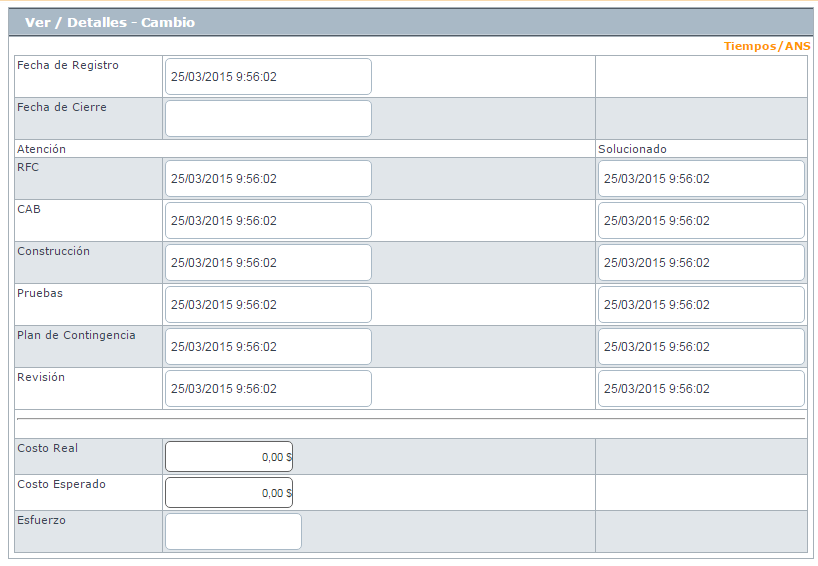 Ver / Detalles - Cambio
Tiempos/ANS
Fecha de Registro 25/03/2015 9:56:02
Fecha de Cierre
Atención Solucionado
RFC 25/03/2015 9:56:02 25/03/2015 9:56:02
CAB 25/03/2015 9:56:02 25/03/2015 9:56:02
Construcción 25/03/2015 9:56:02 25/03/2015 9:56:02
Pruebas 25/03/2015 9:56:02 25/03/2015 9:56:02
Plan de Contingencia 25/03/2015 9:56:02 25/03/2015 9:56:02
Revisión 25/03/2015 9:56:02 25/03/2015 9:56:02
Costo Real 0,00 $
Costo Esperado 0,00 $
Esfuerzo